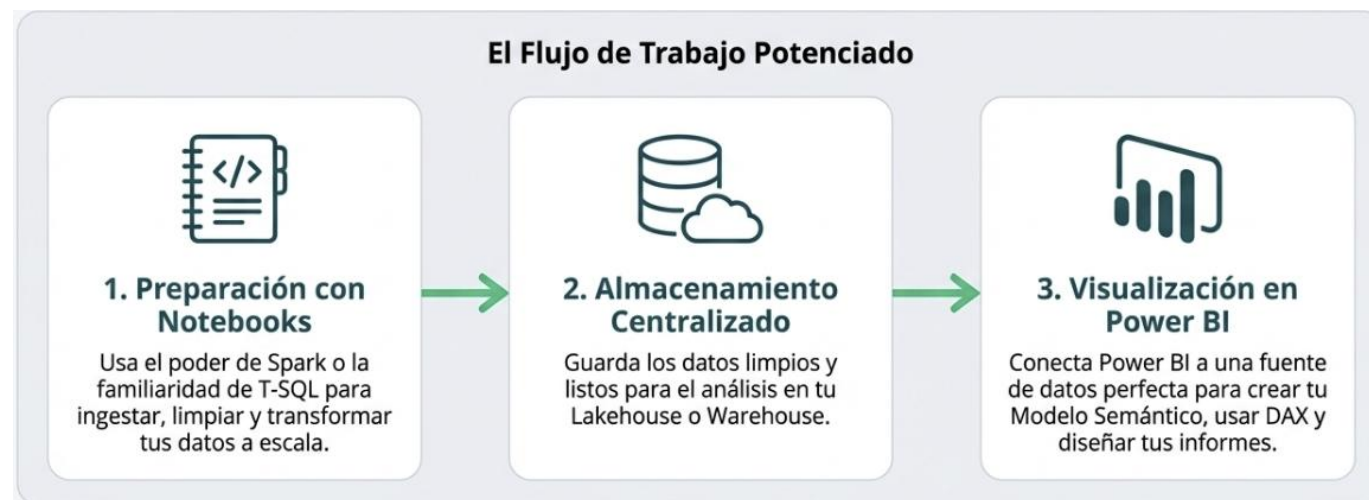 El Flujo de Trabajo Potenciado
</>
1. Preparación con
Notebooks
Usa el poder de Spark o la
familiaridad de T-SQL para
ingestar, limpiar y transformar
tus datos a escala.
2. Almacenamiento
Centralizado
Guarda los datos limpios y
listos para el análisis en tu
Lakehouse o Warehouse.
3. Visualización en
Power BI
Conecta Power BI a una fuente
de datos perfecta para crear tu
Modelo Semántico, usar DAX y
diseñar tus informes.